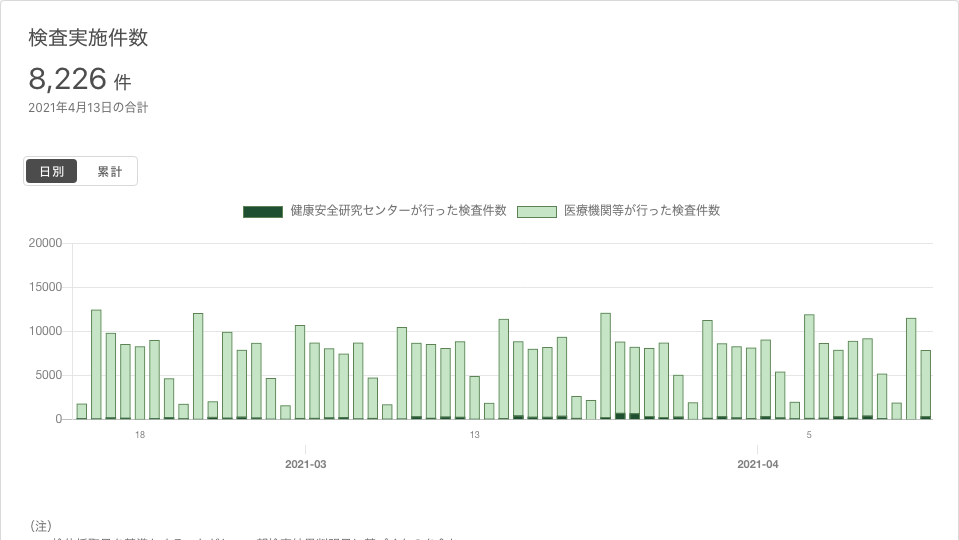 検査実施件数
8,226 件
2021年4月13日の合計
日別 累計
健康安全研究センターが行った検査件数 医療機関等が行った検査件数
20000
15000
10000
5000
0
18 13 5
2021-03 2021-04
（注）